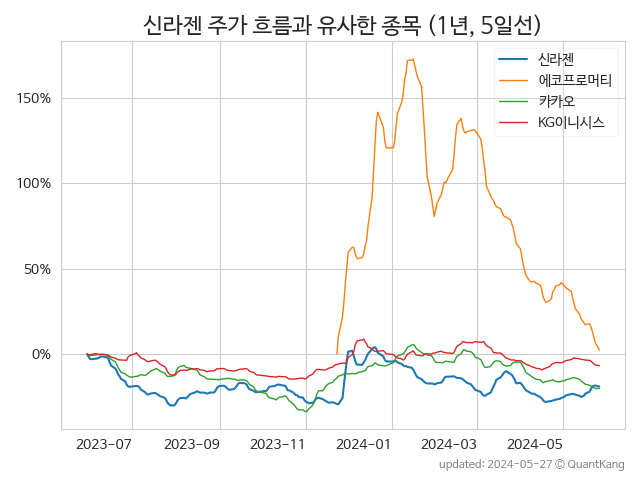 신라젠 주가 흐름과 유사한 종목 (1년, 5일선)
신라젠
에코프로머티
카카오
KG이니시스
150%
100%
50%
0%
2023-07 2023-09 2023-11 2024-01 2024-03 2024-05
updated: 2024-05-27 © QuantKang